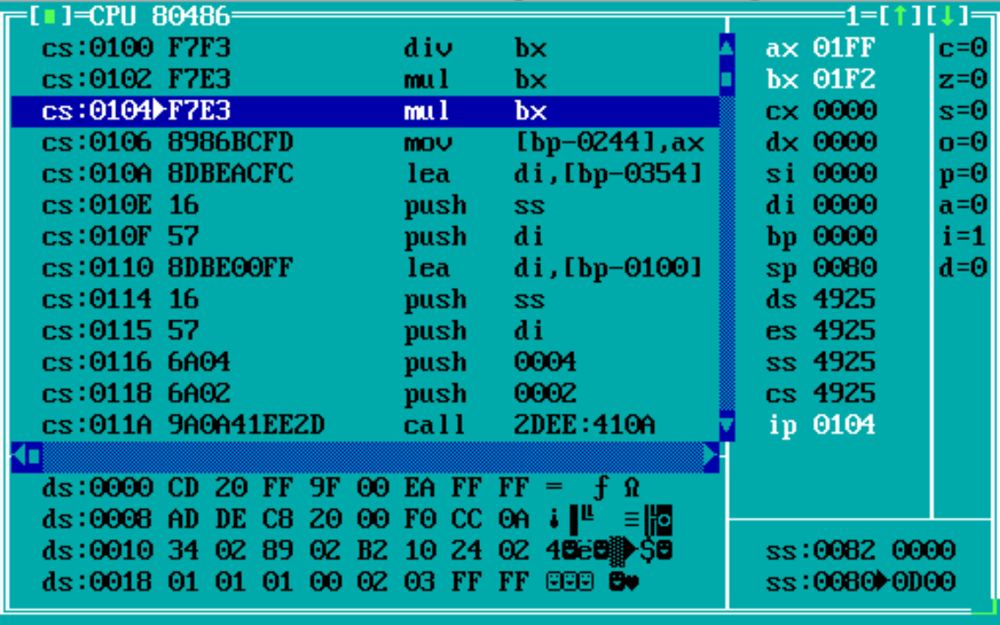 [■]=CPU 80486 1=[↑][↓]
cs:0100 F7F3 div bx ax 01FF c=0
cs:0102 F7E3 mul bx bx 01F2 z=0
cs:0104►F7E3 mul bx cx 0000 s=0
cs:0106 8986BCFD mov [bp-0244],ax dx 0000 o=0
cs:010A 8DBEACFC lea di,[bp-0354] si 0000 p=0
cs:010E 16 push ss di 0000 a=0
cs:010F 57 push di bp 0000 i=1
cs:0110 8DBE00FF lea di,[bp-0100] sp 0080 d=0
cs:0114 16 push ss ds 4925
cs:0115 57 push di es 4925
cs:0116 6A04 push 0004 ss 4925
cs:0118 6A02 push 0002 cs 4925
cs:011A 9A0A41EE2D call 2DEE:410A ip 0104
ds:0000 CD 20 FF 9F 00 EA FF FF = ƒ Ω
ds:0008 AD DE C8 20 00 F0 CC 0A ¡▐╚ ≡╠◙
ds:0010 34 02 89 02 B2 10 24 02 4☻ë☻▓►$☻ ss:0082 0000
ds:0018 01 01 01 00 02 03 FF FF ☺☺☺ ☻♥ ss:0080►0D00